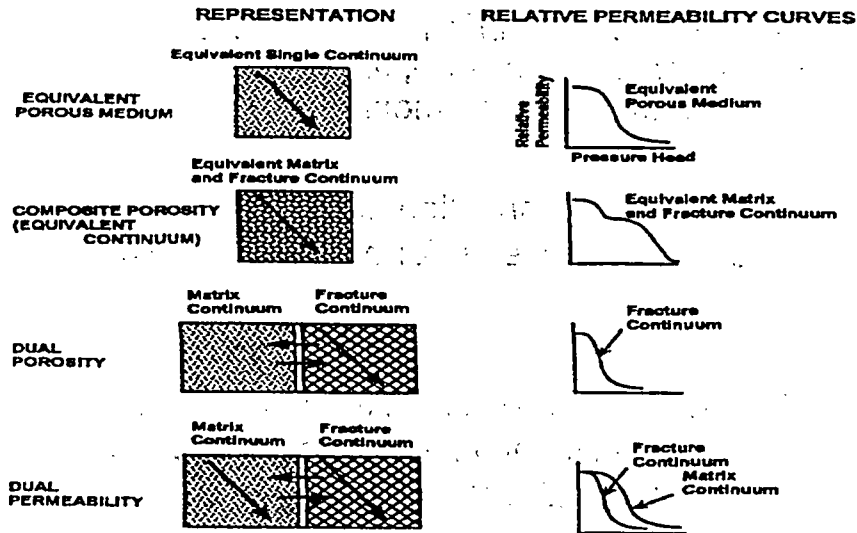 REPRESENTATION
RELATIVE PERMEABILITY CURVES
Equivalent Single Continuum
EQUIVALENT
POROUS MEDIUM
Relative
Permeability
Equivalent
Porous Medium
Pressure Head
Equivalent Matrix
and Fracture Continuum
COMPOSITE POROSITY
(EQUIVALENT
CONTINUUM)
Equivalent Matrix
and Fracture Continuum
Matrix
Continuum
Fracture
Continuum
DUAL
POROSITY
Fracture
Continuum
Matrix
Continuum
Fracture
Continuum
DUAL
PERMEABILITY
Fracture
Continuum
Matrix
Continuum